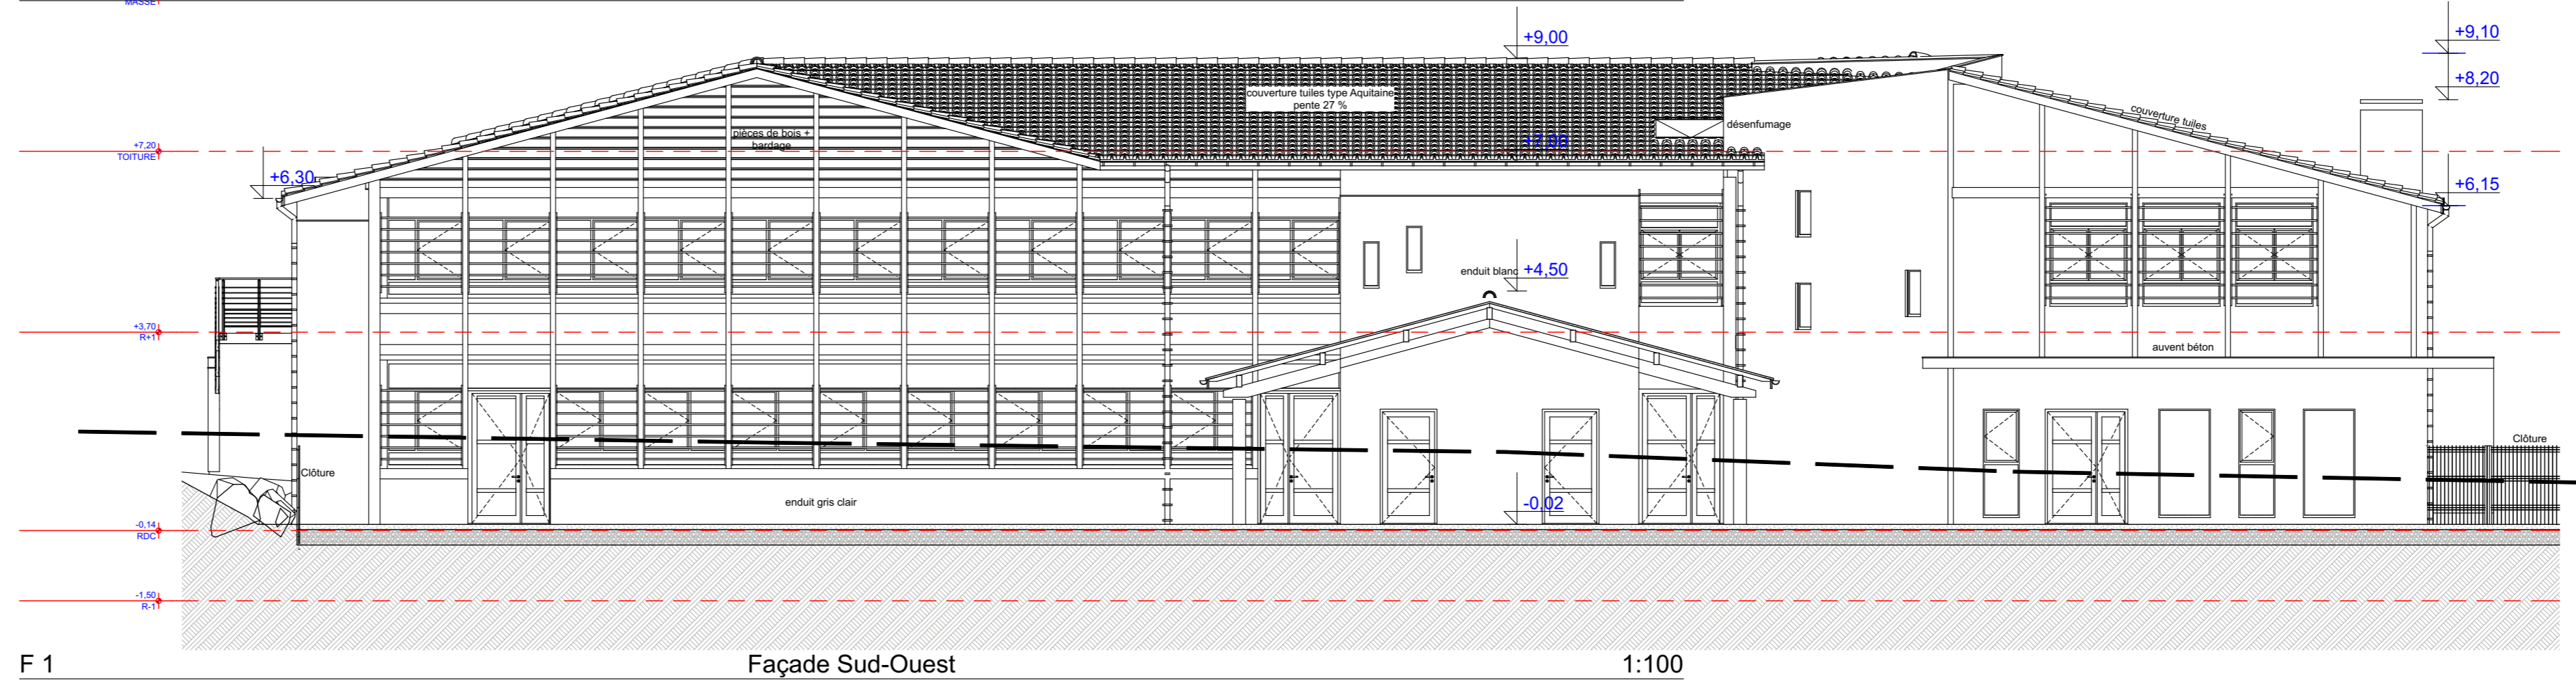 MASSE
+9,00
+9,10
+8,20
couverture tuiles type Aquitaine
pente 27 %
couverture tuiles
désenfumage
pièces de bois +
bardage
+7,00
+7,20
TOITURE
+6,30
+6,15
enduit blanc
+4,50
+3,70
R+1
auvent béton
Clôture
Clôture
enduit gris clair
-0,02
-0,14
RDC
-1,50
R-1
F 1
Façade Sud-Ouest
1:100